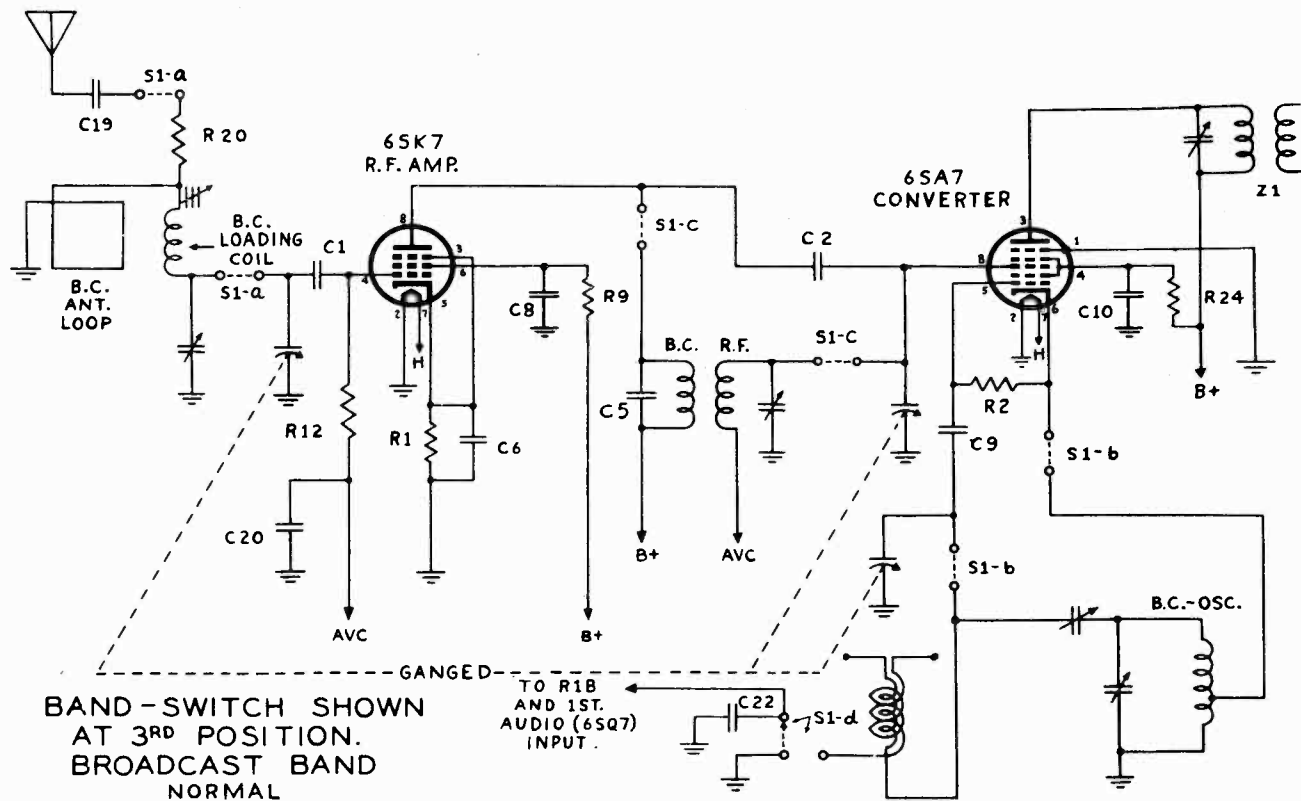 S1-a
C19
R20
6SK7
R.F. AMP.
6SA7
CONVERTER
Z1
B.C.
LOADING
COIL
S1-a
B.C.
ANT.
LOOP
C1
8
3
6
4
5
2
7
H
C8
R9
S1-C
C2
3
1
8
4
5
6
2
7
H
C10
R24
B+
B.C. R.F.
S1-C
C5
R2
C9
S1-b
R12
R1
C6
C20
B+
AVC
S1-b
AVC
B+
B.C.-OSC.
GANGED
TO R1B
AND 1ST.
AUDIO (6SQ7)
INPUT.
C22
S1-d
BAND-SWITCH SHOWN
AT 3RD POSITION.
BROADCAST BAND
NORMAL